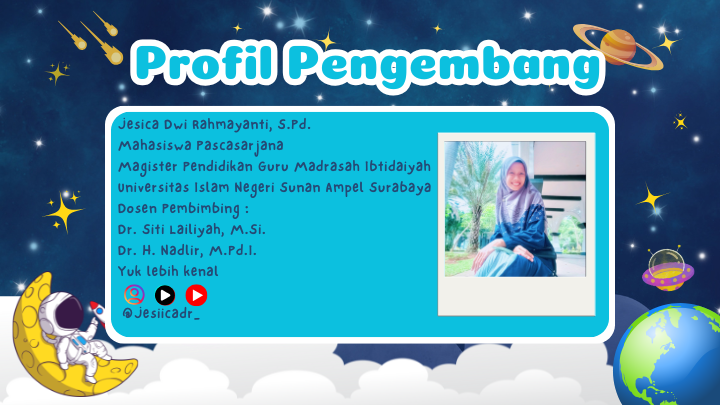 Profil Pengembang
Jesica Dwi Rahmayanti, S.Pd.
Mahasiswa Pascasarjana
Magister Pendidikan Guru Madrasah Ibtidaiyah
Universitas Islam Negeri Sunan Ampel Surabaya
Dosen Pembimbing :
Dr. Siti Lailiyah, M.Si.
Dr. H. Nadlir, M.Pd.I.
Yuk lebih kenal
@Jesiicadr_